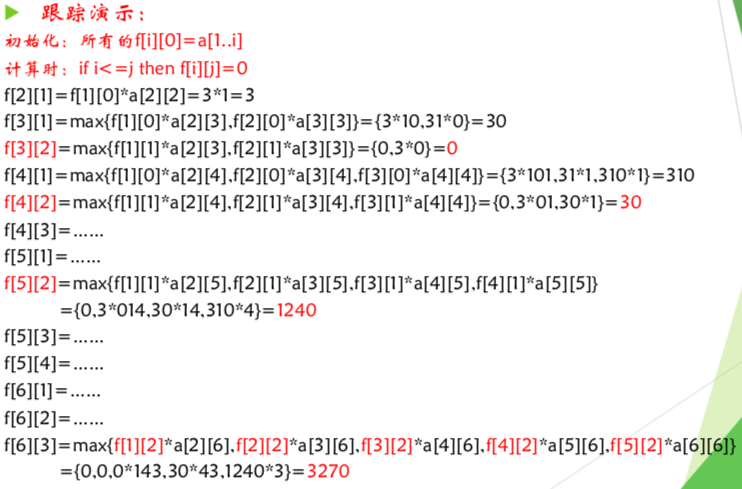 跟踪演示：
初始化：所有的f[i][0]=a[1..i]
计算时：if i<=j then f[i][j]=0
f[2][1]=f[1][0]*a[2][2]=3*1=3
f[3][1]=max{f[1][0]*a[2][3],f[2][0]*a[3][3]}={3*10,31*0}=30
f[3][2]=max{f[1][1]*a[2][3],f[2][1]*a[3][3]}={0,3*0}=0
f[4][1]=max{f[1][0]*a[2][4],f[2][0]*a[3][4],f[3][0]*a[4][4]}={3*101,31*1,310*1}=310
f[4][2]=max{f[1][1]*a[2][4],f[2][1]*a[3][4],f[3][1]*a[4][4]}={0,3*01,30*1}=30
f[4][3]=......
f[5][1]=......
f[5][2]=max{f[1][1]*a[2][5],f[2][1]*a[3][5],f[3][1]*a[4][5],f[4][1]*a[5][5]}
={0,3*014,30*14,310*4}=1240
f[5][3]=......
f[5][4]=......
f[6][1]=......
f[6][2]=......
f[6][3]=max{f[1][2]*a[2][6],f[2][2]*a[3][6],f[3][2]*a[4][6],f[4][2]*a[5][6],f[5][2]*a[6][6]}
={0,0,0*143,30*43,1240*3}=3270